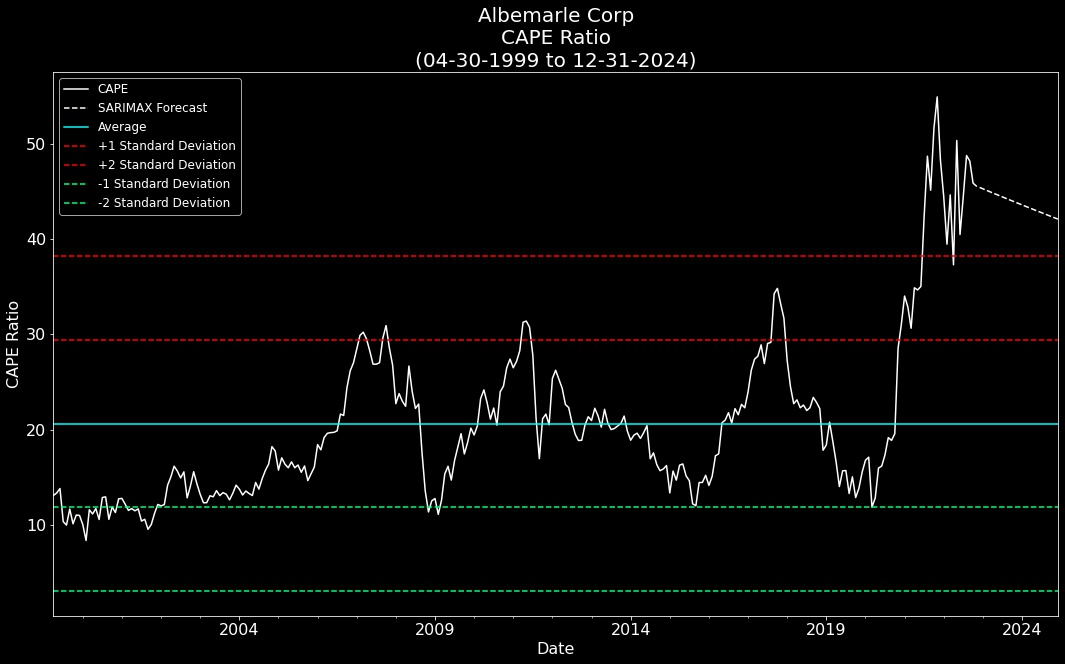 Albemarle Corp
CAPE Ratio
(04-30-1999 to 12-31-2024)
CAPE
SARIMAX Forecast
Average
+1 Standard Deviation
+2 Standard Deviation
-1 Standard Deviation
-2 Standard Deviation
50
40
30
20
10
CAPE Ratio
2004
2009
2014
2019
2024
Date